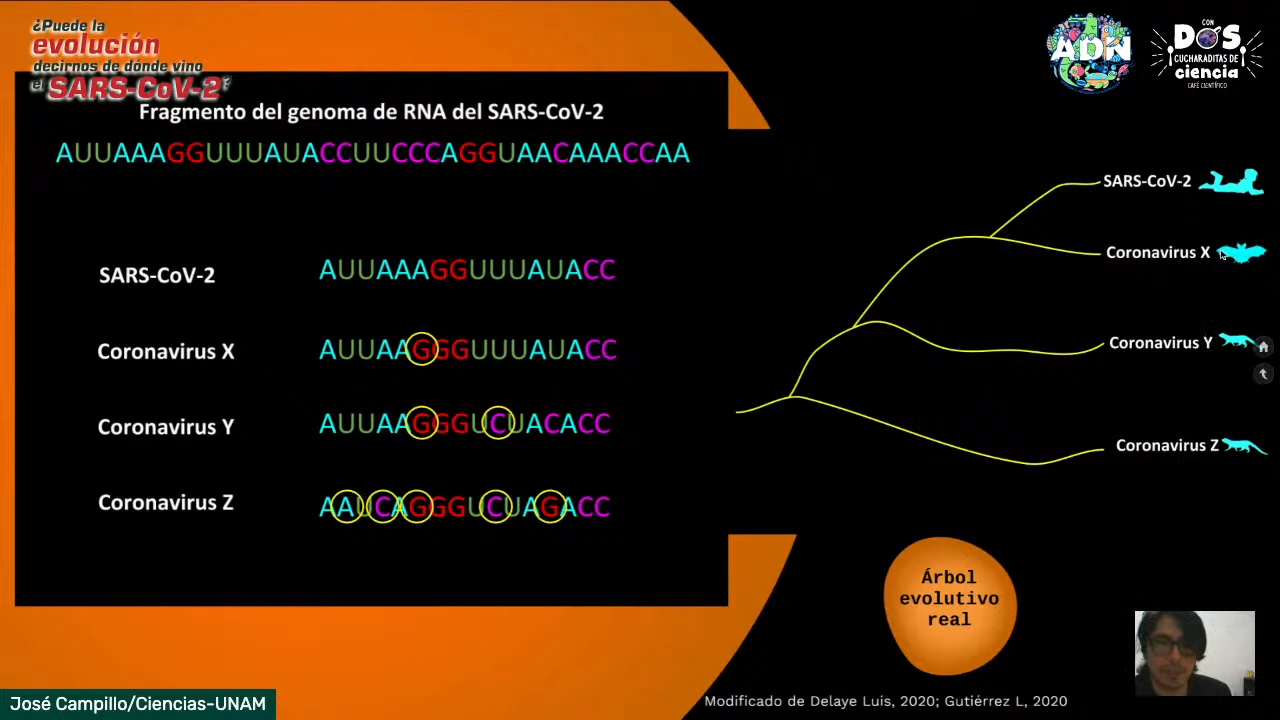 ¿Puede la
evolución
decirnos de dónde vino
el SARS-CoV-2?
ADN
CON
DOS
CUCHARADITAS DE
ciencia
CAFÉ CIENTÍFICO
Fragmento del genoma de RNA del SARS-CoV-2
AUUAAAGGUUUAUACCUUCCCAGGUAACAAACCAA
SARS-CoV-2 AUUAAAGGUUUAUACC
Coronavirus X AUUAAGGGUUUAUACC
Coronavirus Y AUUAAGGGUCUACACC
Coronavirus Z AAUCAGGGUCUAGACC
SARS-CoV-2
Coronavirus X
Coronavirus Y
Coronavirus Z
Árbol
evolutivo
real
Modificado de Delaye Luis, 2020; Gutiérrez L, 2020
José Campillo/Ciencias-UNAM